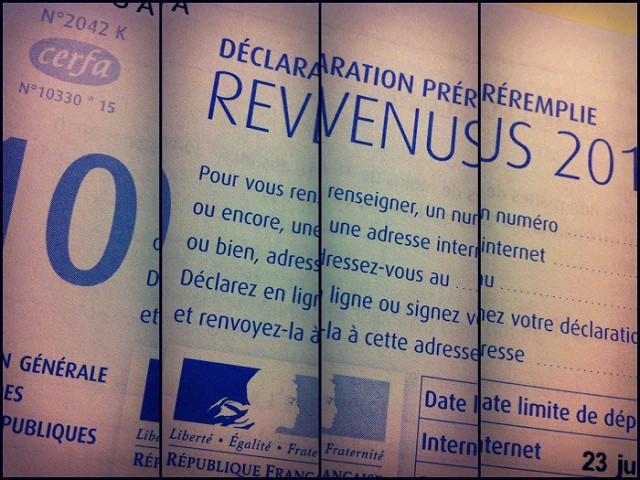 N°2042 K
cerfa
N°10330 * 15
10
DÉCLARATION PRÉREMPLIE
REVENUS 201
Pour vous renseigner, un numéro
ou encore, une adresse internet
ou bien, adressez-vous au
Déclarez en ligne ou signez votre déclaratio
et renvoyez-la à cette adresse
N GÉNÉRALE
ES
PUBLIQUES
Liberté • Égalité • Fraternité
RÉPUBLIQUE FRANÇAISE
Date limite de dép
Internet 23 ju